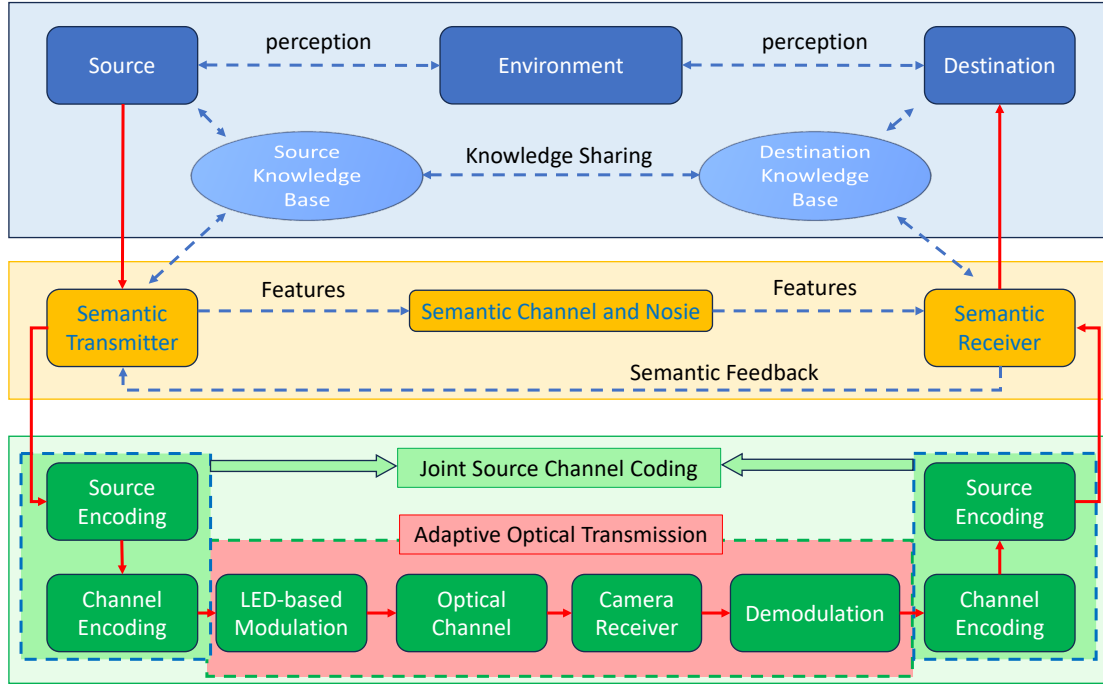 perception
perception
Source
Environment
Destination
Source
Knowledge
Base
Knowledge Sharing
Destination
Knowledge
Base
Features
Features
Semantic
Transmitter
Semantic Channel and Nosie
Semantic
Receiver
Semantic Feedback
Joint Source Channel Coding
Source
Encoding
Source
Encoding
Adaptive Optical Transmission
Channel
Encoding
LED-based
Modulation
Optical
Channel
Camera
Receiver
Demodulation
Channel
Encoding